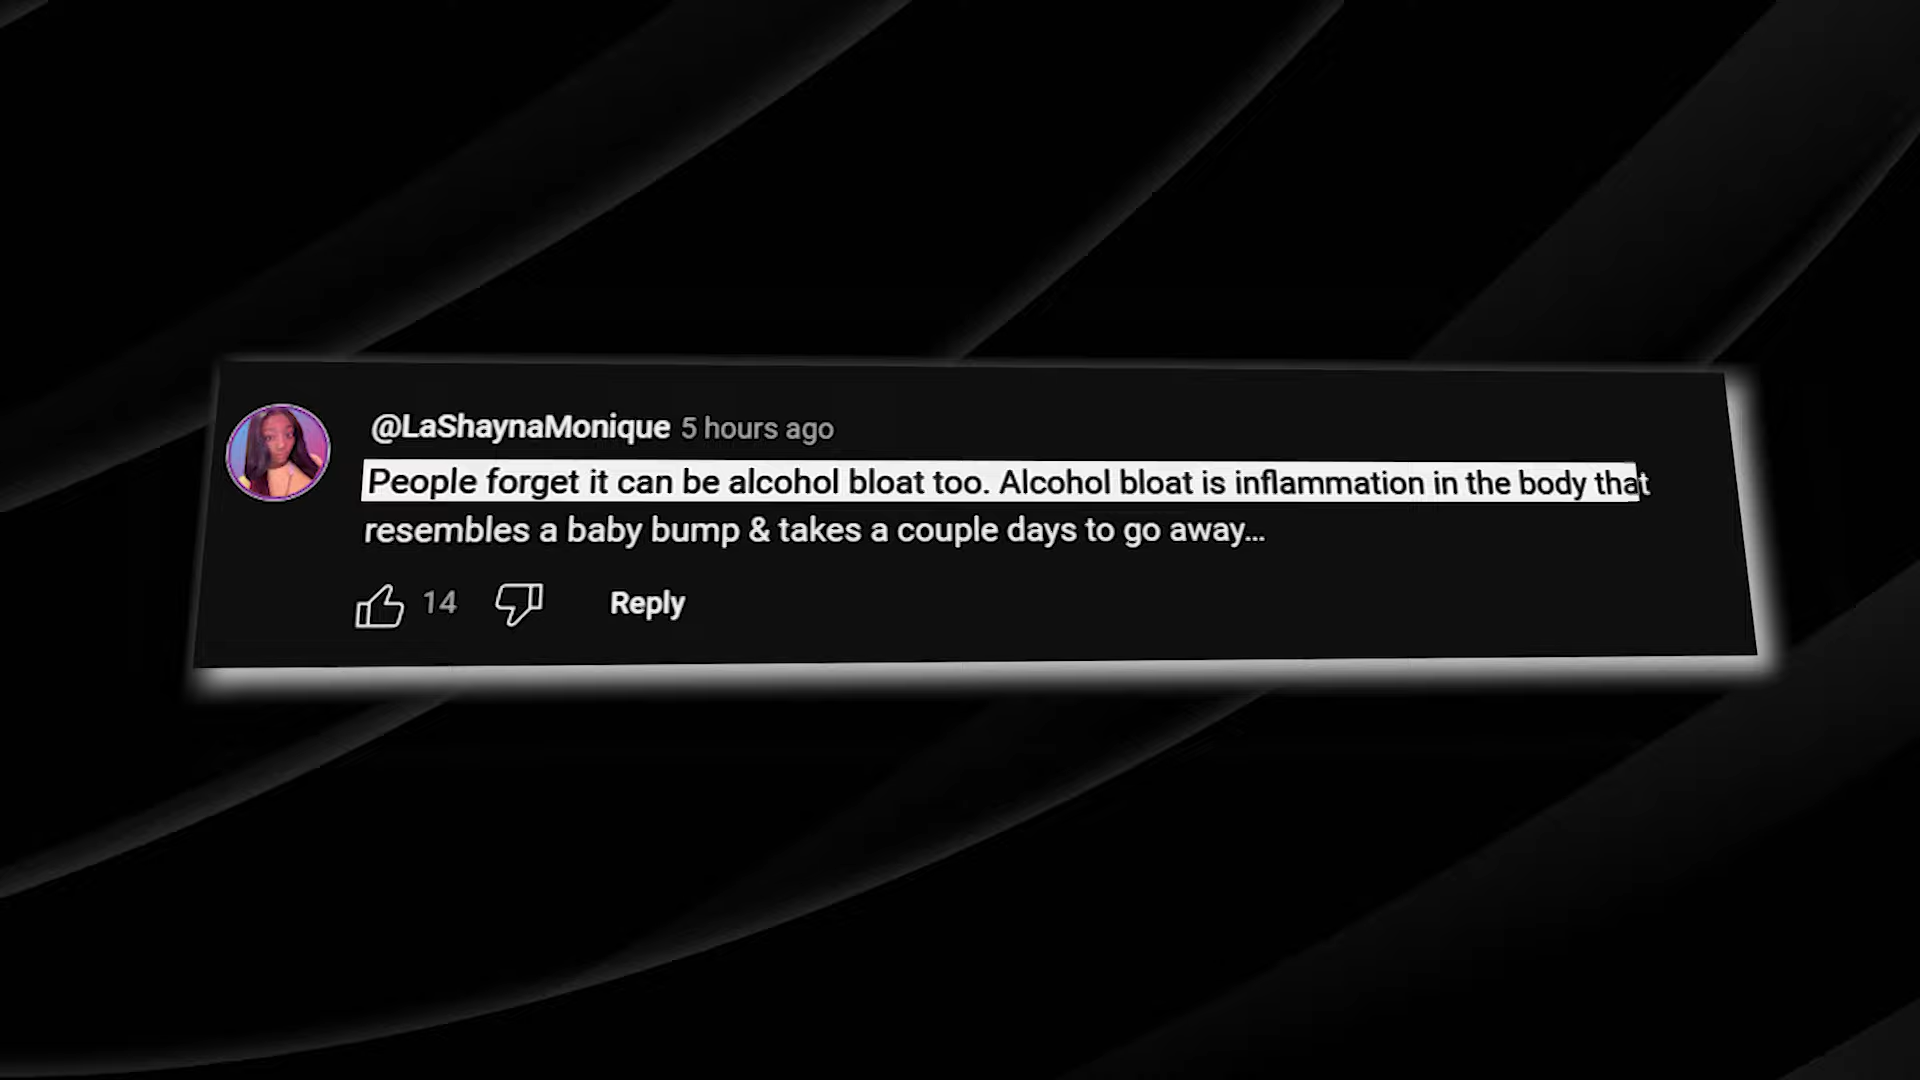 @LaShaynaMonique 5 hours ago
People forget it can be alcohol bloat too. Alcohol bloat is inflammation in the body that
resembles a baby bump & takes a couple days to go away...
14 Reply